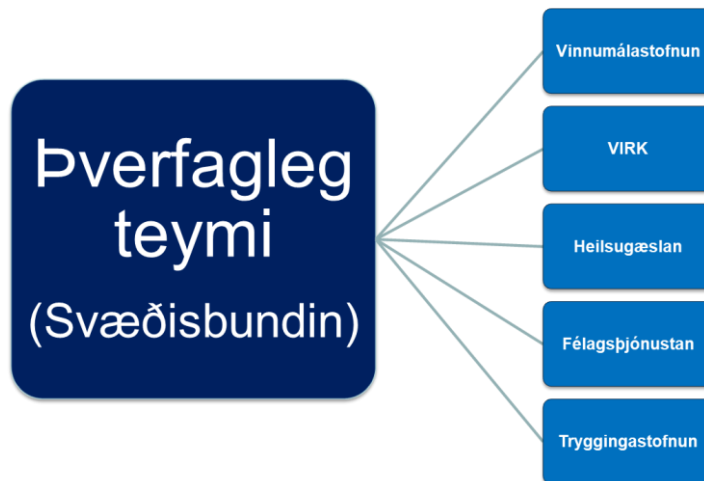 Þverfagleg
teymi
(Svæðisbundin)
Vinnumálastofnun
VIRK
Heilsugæslan
Félagsþjónustan
Tryggingastofnun